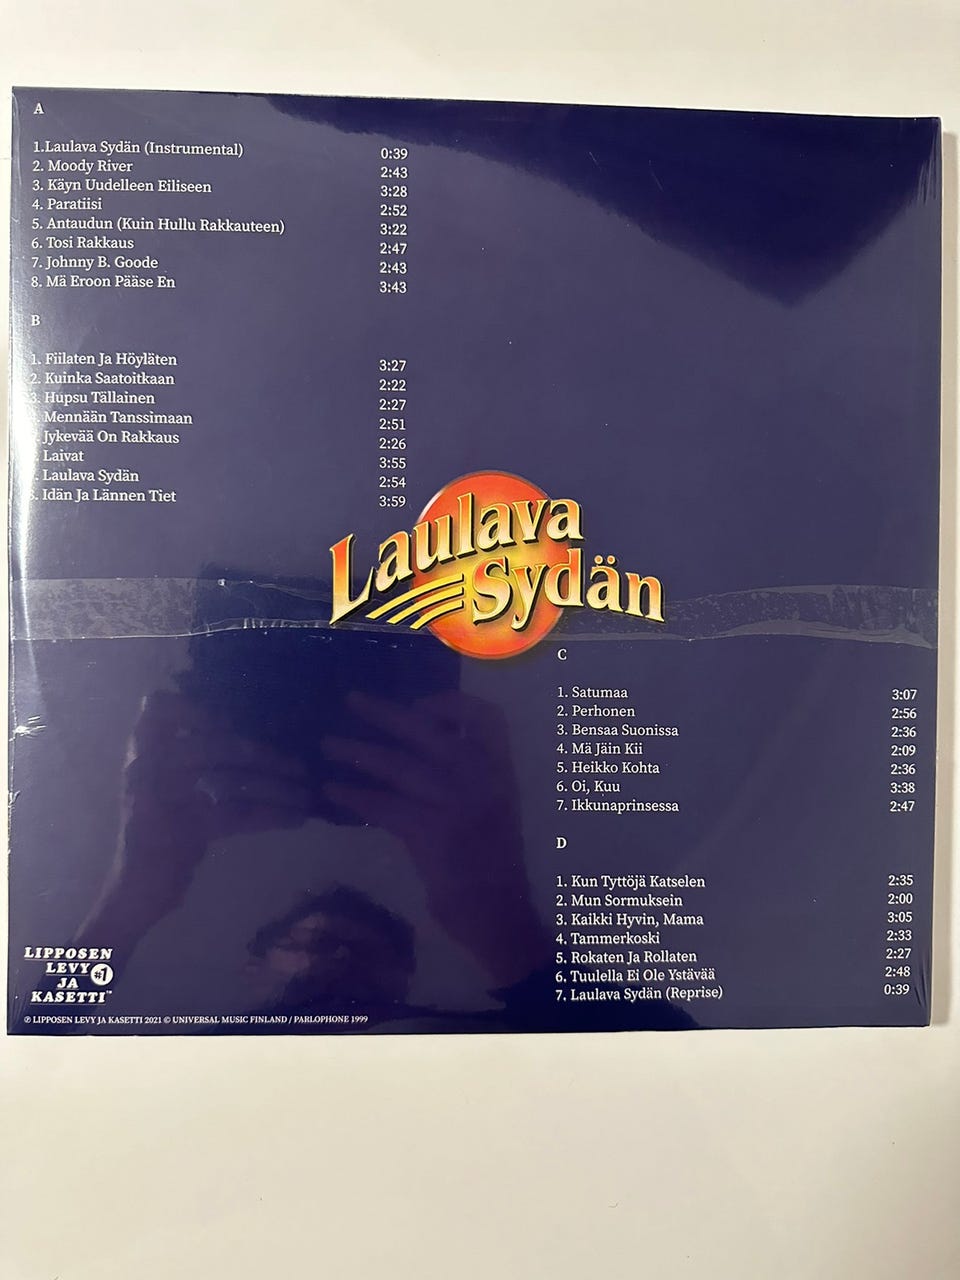 A
1.Laulava Sydän (Instrumental) 0:39
2. Moody River 2:43
3. Käyn Uudelleen Eiliseen 3:28
4. Paratiisi 2:52
5. Antaudun (Kuin Hullu Rakkauteen) 3:22
6. Tosi Rakkaus 2:47
7. Johnny B. Goode 2:43
8. Mä Eroon Pääse En 3:43
B
1. Fiilaten Ja Höyläten 3:27
2. Kuinka Saatoitkaan 2:22
3. Hupsu Tällainen 2:27
Mennään Tanssimaan 2:51
Jykevää On Rakkaus 2:26
Laivat 3:55
Laulava Sydän 2:54
8. Idän Ja Lännen Tiet 3:59
Laulava
Sydän
C
1. Satumaa 3:07
2. Perhonen 2:56
3. Bensaa Suonissa 2:36
4. Mä Jäin Kii 2:09
5. Heikko Kohta 2:36
6. Oi, Kuu 3:38
7. Ikkunaprinsessa 2:47
D
1. Kun Tyttöjä Katselen 2:35
2. Mun Sormuksein 2:00
3. Kaikki Hyvin, Mama 3:05
4. Tammerkoski 2:33
5. Rokaten Ja Rollaten 2:27
6. Tuulella Ei Ole Ystävää 2:48
7. Laulava Sydän (Reprise) 0:39
LIPPOSEN
LEVY #1
JA
KASETTI™
℗ LIPPOSEN LEVY JA KASETTI 2021 © UNIVERSAL MUSIC FINLAND / PARLOPHONE 1999